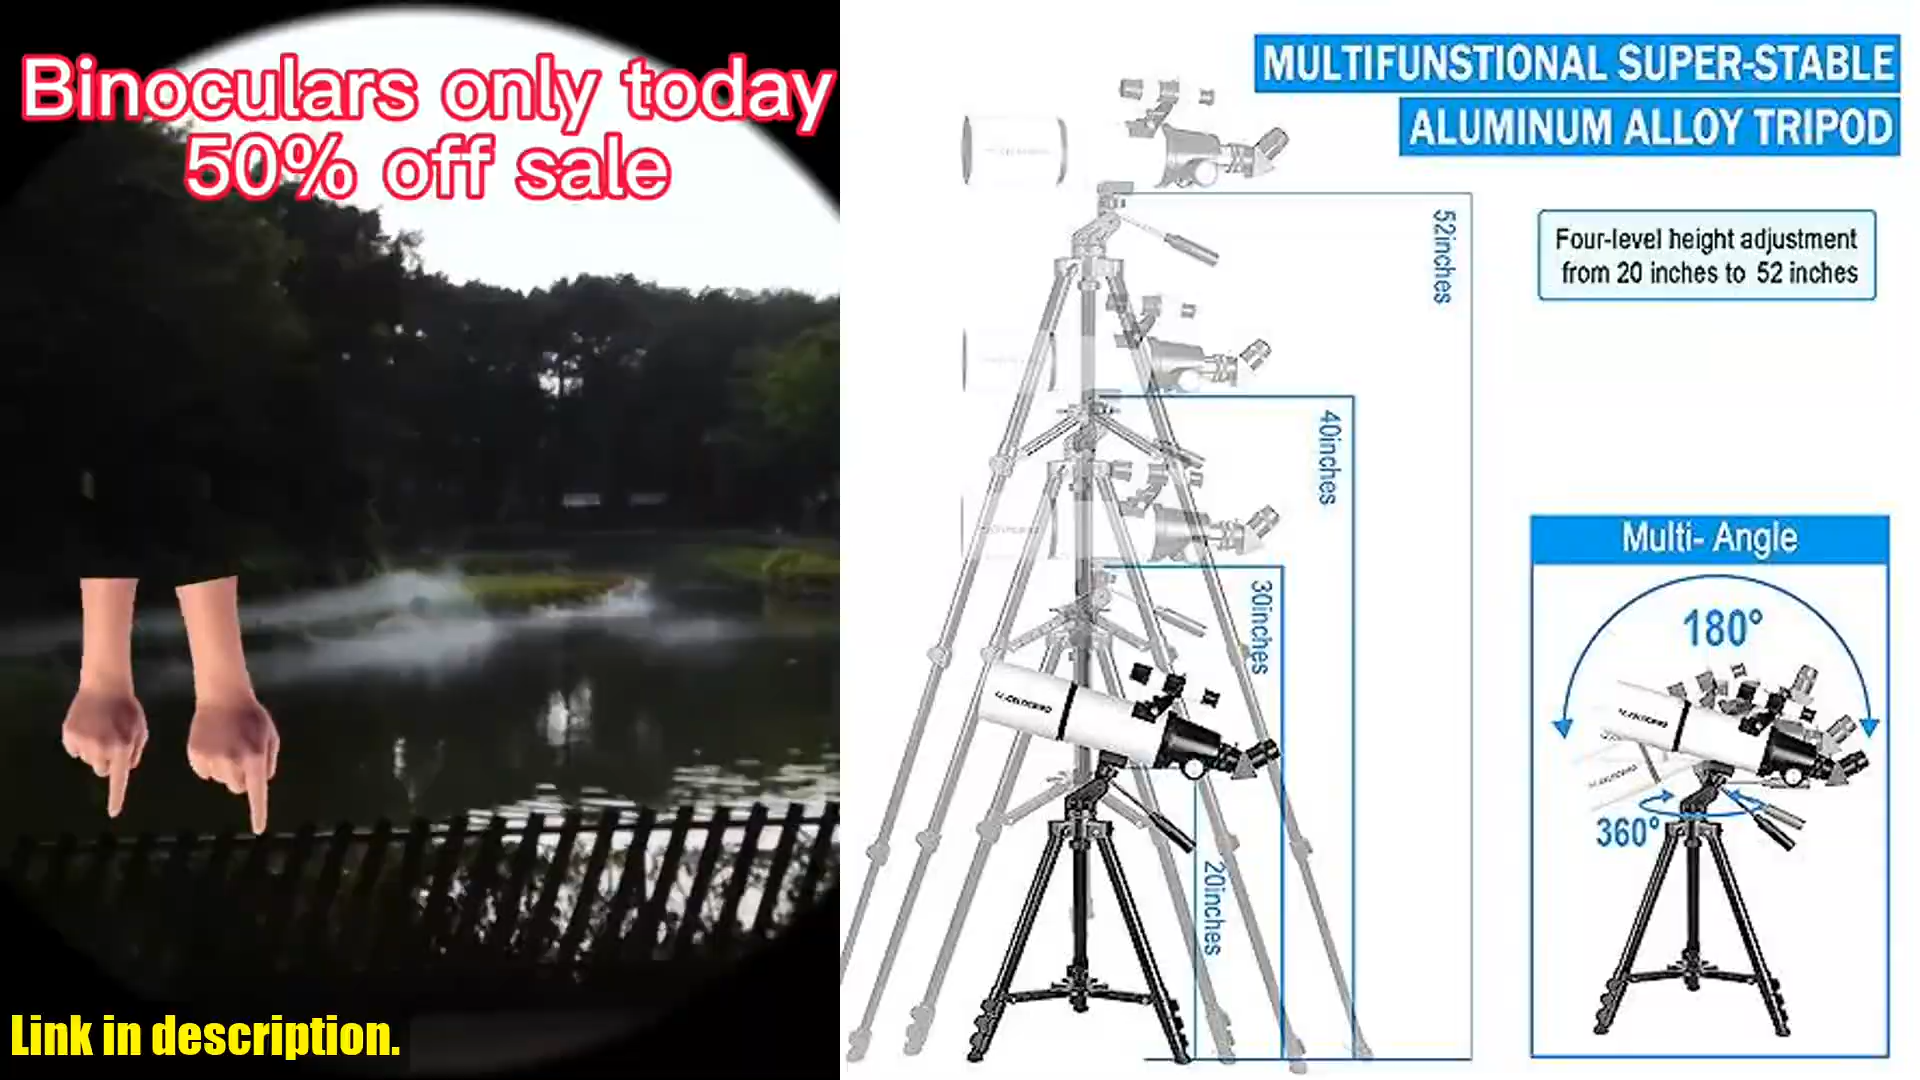 Binoculars only today
50% off sale
Link in description.
MULTIFUNSTIONAL SUPER-STABLE
ALUMINUM ALLOY TRIPOD
Four-level height adjustment
from 20 inches to 52 inches
52inches
40inches
30inches
20inches
Multi- Angle
180°
360°